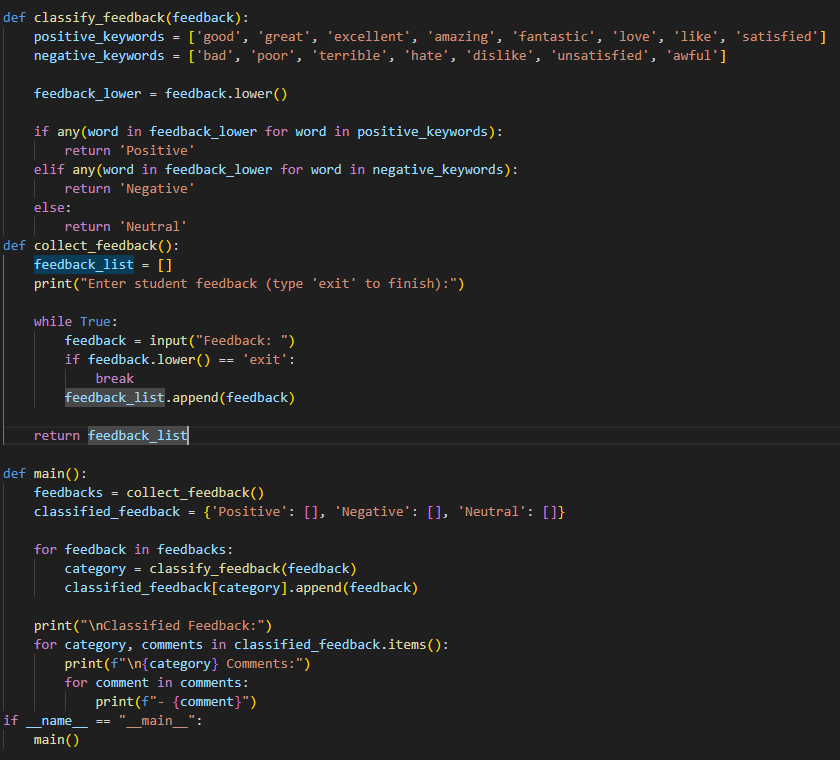 def classify_feedback(feedback):
    positive_keywords = ['good', 'great', 'excellent', 'amazing', 'fantastic', 'love', 'like', 'satisfied']
    negative_keywords = ['bad', 'poor', 'terrible', 'hate', 'dislike', 'unsatisfied', 'awful']

    feedback_lower = feedback.lower()

    if any(word in feedback_lower for word in positive_keywords):
        return 'Positive'
    elif any(word in feedback_lower for word in negative_keywords):
        return 'Negative'
    else:
        return 'Neutral'
def collect_feedback():
    feedback_list = []
    print("Enter student feedback (type 'exit' to finish):")

    while True:
        feedback = input("Feedback: ")
        if feedback.lower() == 'exit':
            break
        feedback_list.append(feedback)

    return feedback_list

def main():
    feedbacks = collect_feedback()
    classified_feedback = {'Positive': [], 'Negative': [], 'Neutral': []}

    for feedback in feedbacks:
        category = classify_feedback(feedback)
        classified_feedback[category].append(feedback)

    print("\nClassified Feedback:")
    for category, comments in classified_feedback.items():
        print(f"\n{category} Comments:")
        for comment in comments:
            print(f"- {comment}")
if __name__ == "__main__":
    main()